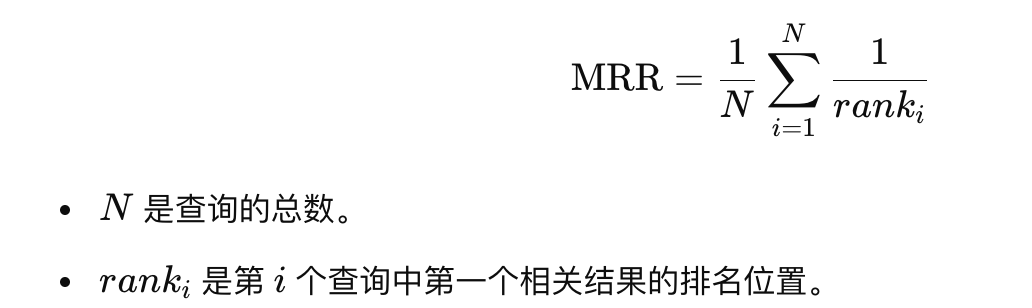 MRR = \frac{1}{N} \sum_{i=1}^{N} \frac{1}{rank_i}
• N 是查询的总数。
• rank_i 是第 i 个查询中第一个相关结果的排名位置。